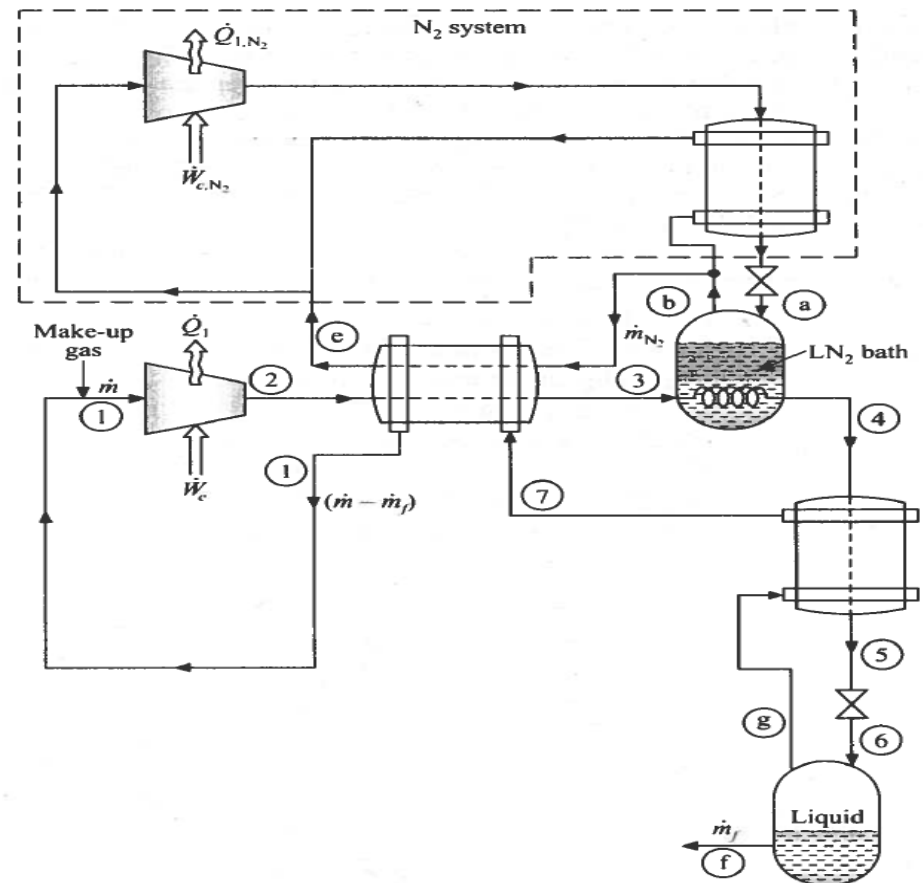 N₂ system
Q̇₁,N₂
Ẇc,N₂
b
a
Make-up
gas
Q̇₁
e
ṁN₂
LN₂ bath
ṁ
2
3
1
4
1
Ẇc
(ṁ − ṁf)
7
5
g
6
Liquid
ṁf
f